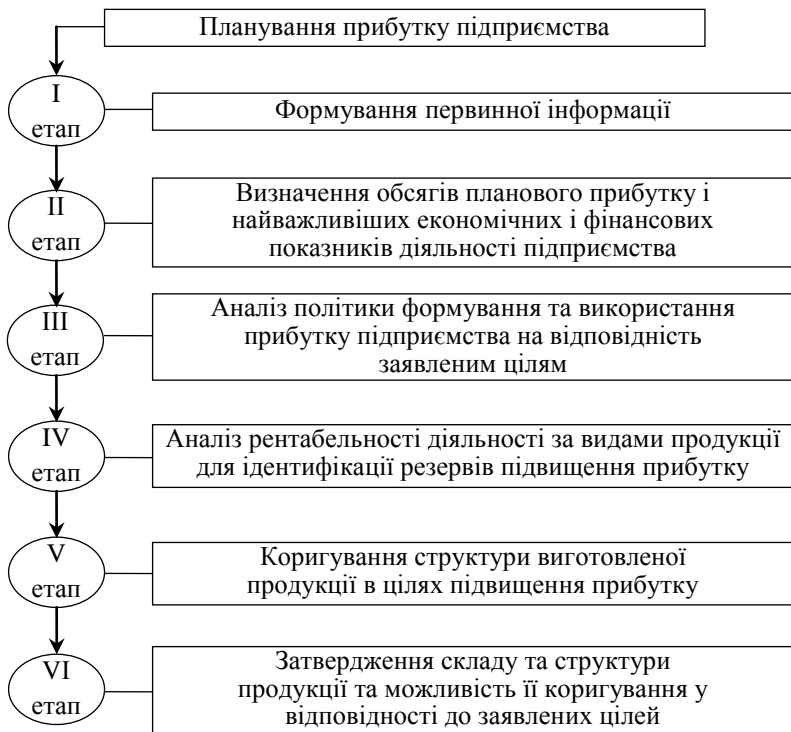 Планування прибутку підприємства
I
етап
Формування первинної інформації
II
етап
Визначення обсягів планового прибутку і
найважливіших економічних і фінансових
показників діяльності підприємства
III
етап
Аналіз політики формування та використання
прибутку підприємства на відповідність
заявленим цілям
IV
етап
Аналіз рентабельності діяльності за видами продукції
для ідентифікації резервів підвищення прибутку
V
етап
Коригування структури виготовленої
продукції в цілях підвищення прибутку
VI
етап
Затвердження складу та структури
продукції та можливість її коригування у
відповідності до заявлених цілей